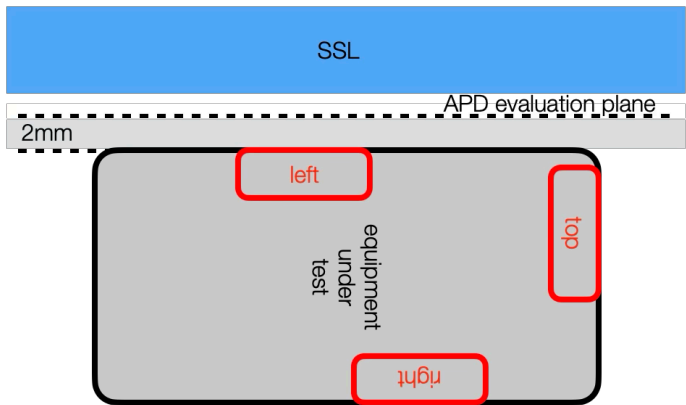 SSL
APD evaluation plane
2mm
left
top
equipment
under
test
right